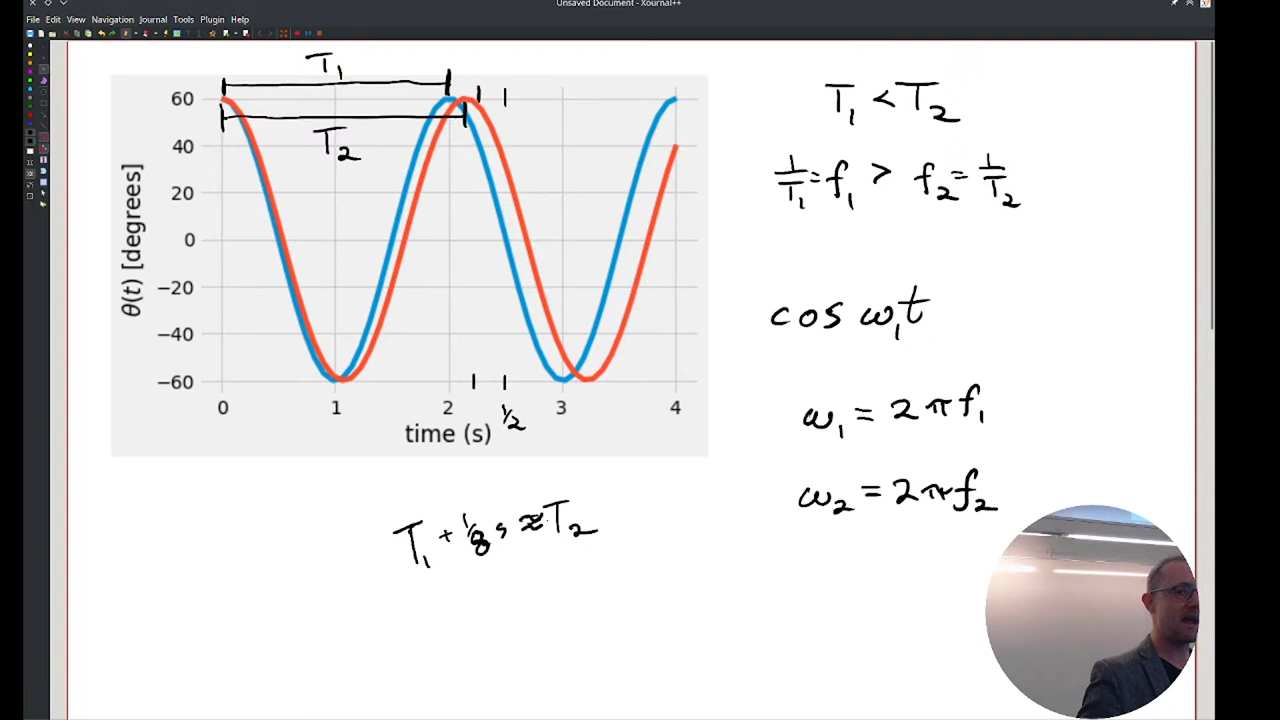 Unsaved Document - Xournal++
File Edit View Navigation Journal Tools Plugin Help
T₁
T₂
60
40
20
0
−20
−40
−60
θ(t) [degrees]
0 1 2 3 4
1/2
time (s)
T₁ + 1/8 s ≈ T₂
T₁ < T₂
1/T₁ = f₁ > f₂ = 1/T₂
cos ω₁t
ω₁ = 2πf₁
ω₂ = 2πf₂